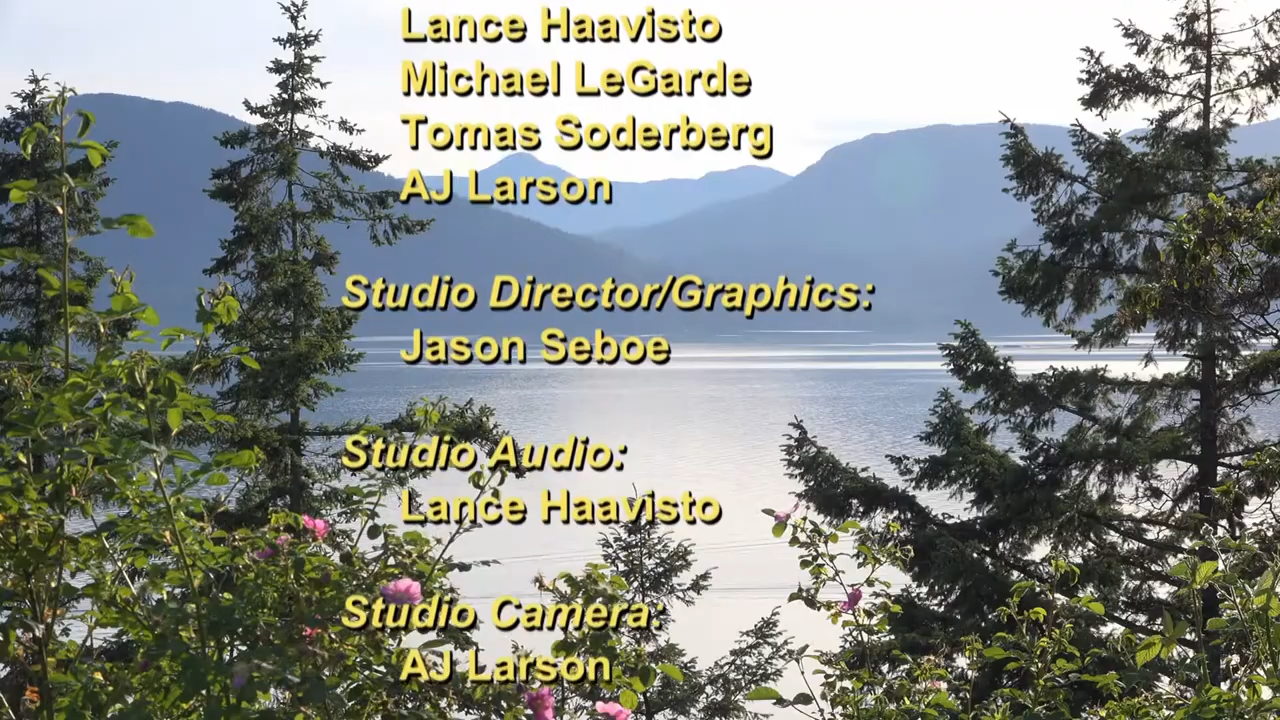 Lance Haavisto
Michael LeGarde
Tomas Soderberg
AJ Larson
Studio Director/Graphics:
Jason Seboe
Studio Audio:
Lance Haavisto
Studio Camera:
AJ Larson